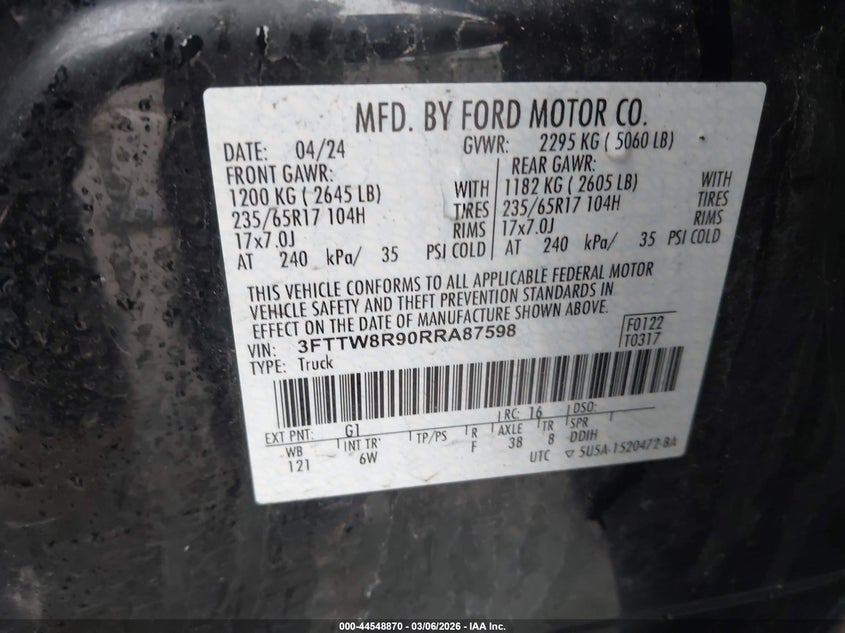 MFD. BY FORD MOTOR CO.
DATE: 04/24 GVWR: 2295 KG ( 5060 LB)
FRONT GAWR: REAR GAWR:
1200 KG ( 2645 LB) WITH 1182 KG ( 2605 LB) WITH
235/65R17 104H TIRES 235/65R17 104H TIRES
17x7.0J RIMS 17x7.0J RIMS
AT 240 kPa/ 35 PSI COLD AT 240 kPa/ 35 PSI COLD
THIS VEHICLE CONFORMS TO ALL APPLICABLE FEDERAL MOTOR
VEHICLE SAFETY AND THEFT PREVENTION STANDARDS IN
EFFECT ON THE DATE OF MANUFACTURE SHOWN ABOVE.
VIN: 3FTTW8R90RRA87598 F0122
TYPE: Truck T0317
EXT PNT: G1 RC: 16 DSO:
WB INT TR TP/PS R AXLE TR SPR
121 6W F 38 8 DDIH
UTC ▽ 5U5A-1520472-BA
000-44548870 | 03/06/2026 - IAA Inc.